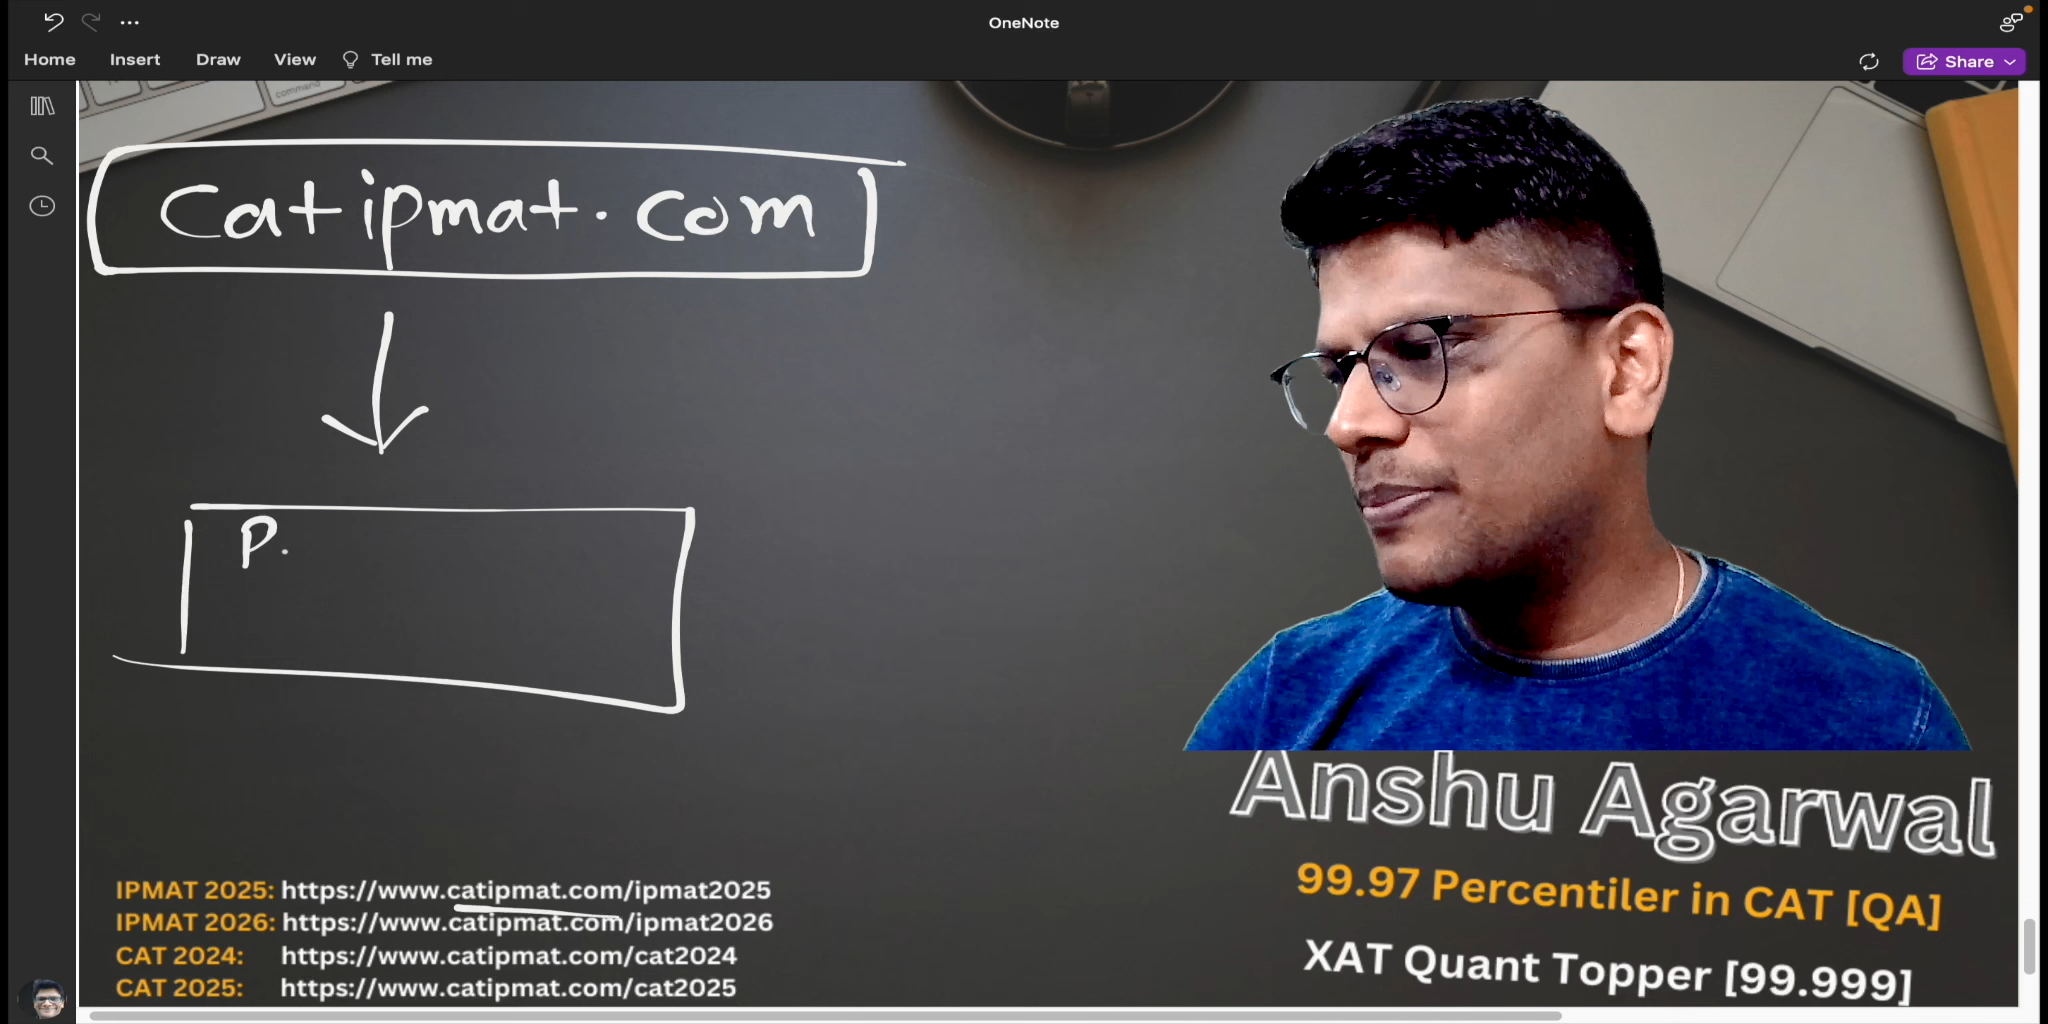 OneNote
Home Insert Draw View Tell me
Share
command
Catipmat.com
P.
Anshu Agarwal
99.97 Percentiler in CAT [QA]
XAT Quant Topper [99.999]
IPMAT 2025: https://www.catipmat.com/ipmat2025
IPMAT 2026: https://www.catipmat.com/ipmat2026
CAT 2024: https://www.catipmat.com/cat2024
CAT 2025: https://www.catipmat.com/cat2025